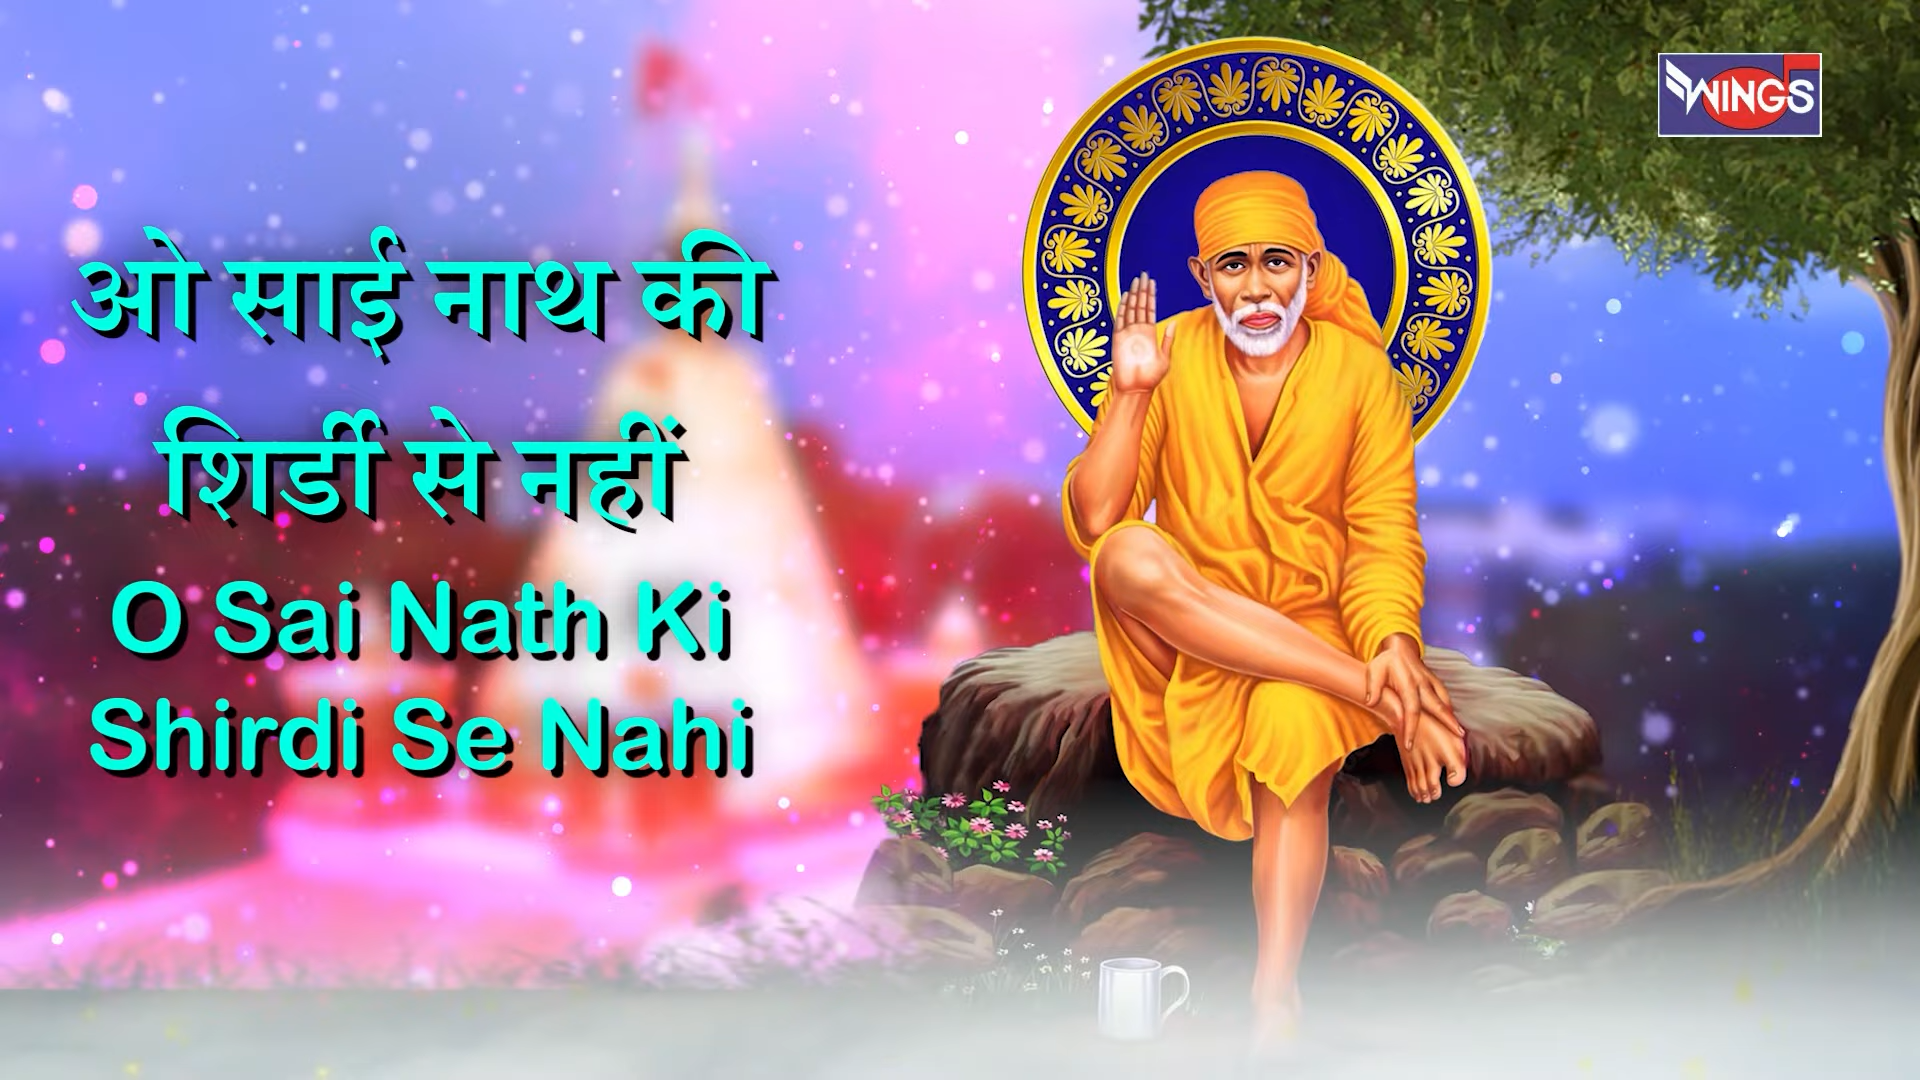 WINGS
ओ साई नाथ की
शिर्डी से नहीं
O Sai Nath Ki
Shirdi Se Nahi